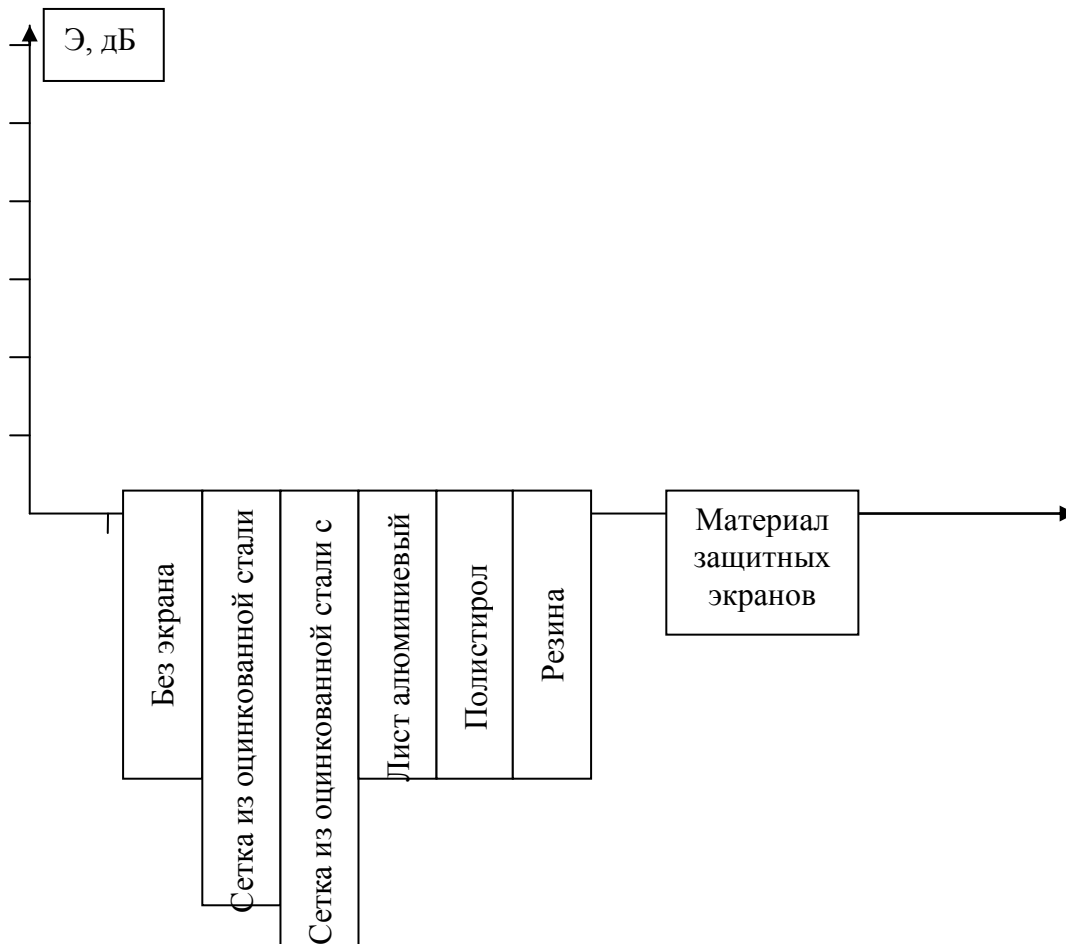 Э, дБ
Без экрана
Сетка из оцинкованной стали
Сетка из оцинкованной стали с
Лист алюминиевый
Полистирол
Резина
Материал
защитных
экранов